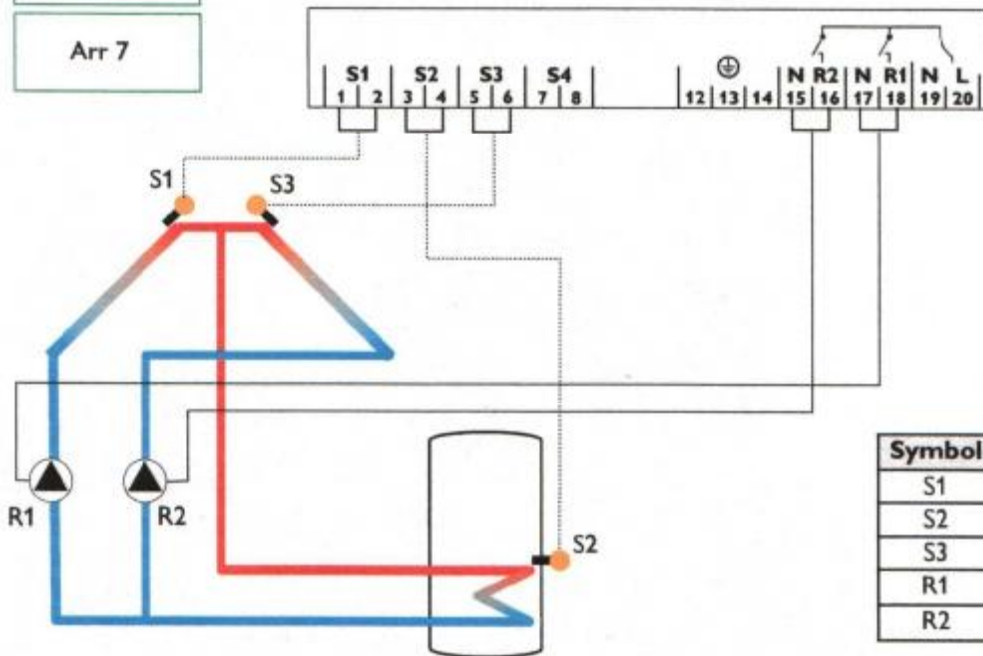 Arr 7
S1 S2 S3 S4 N R2 N R1 N L
1 2 3 4 5 6 7 8 12 13 14 15 16 17 18 19 20
S1 S3
R1 R2
S2
Symbol
S1
S2
S3
R1
R2